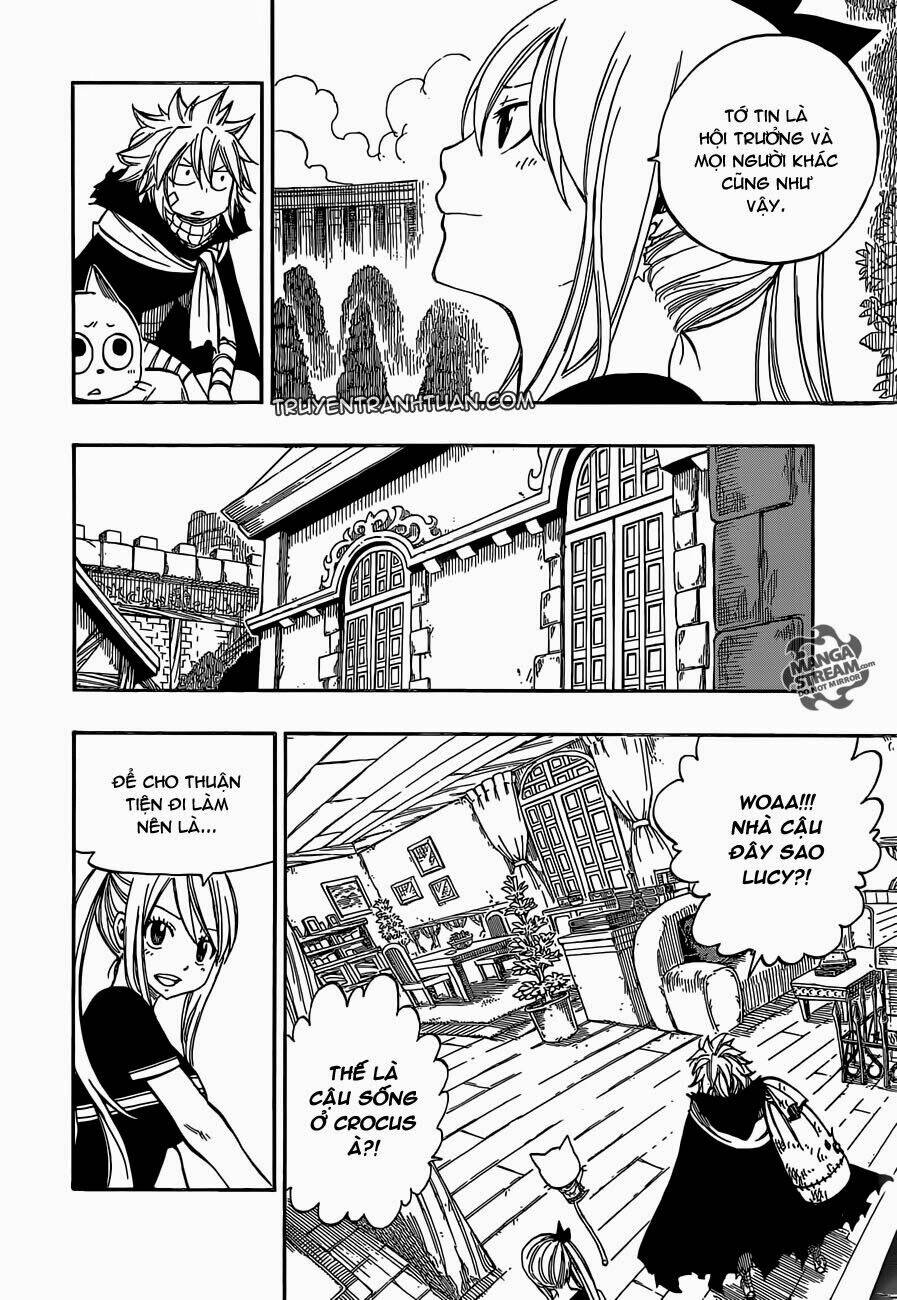 TỚ TIN LÀ
HỘI TRƯỞNG VÀ
MỌI NGƯỜI KHÁC
CŨNG NHƯ
VẬY.
TRUYENTRANHTUAN.COM
MANGA
STREAM.com
DO NOT MIRROR!
WOAA!!!
NHÀ CẬU
ĐÂY SAO
LUCY?!
ĐỂ CHO THUẬN
TIỆN ĐI LÀM
NÊN LÀ...
THẾ LÀ
CẬU SỐNG
Ở CROCUS
À?!